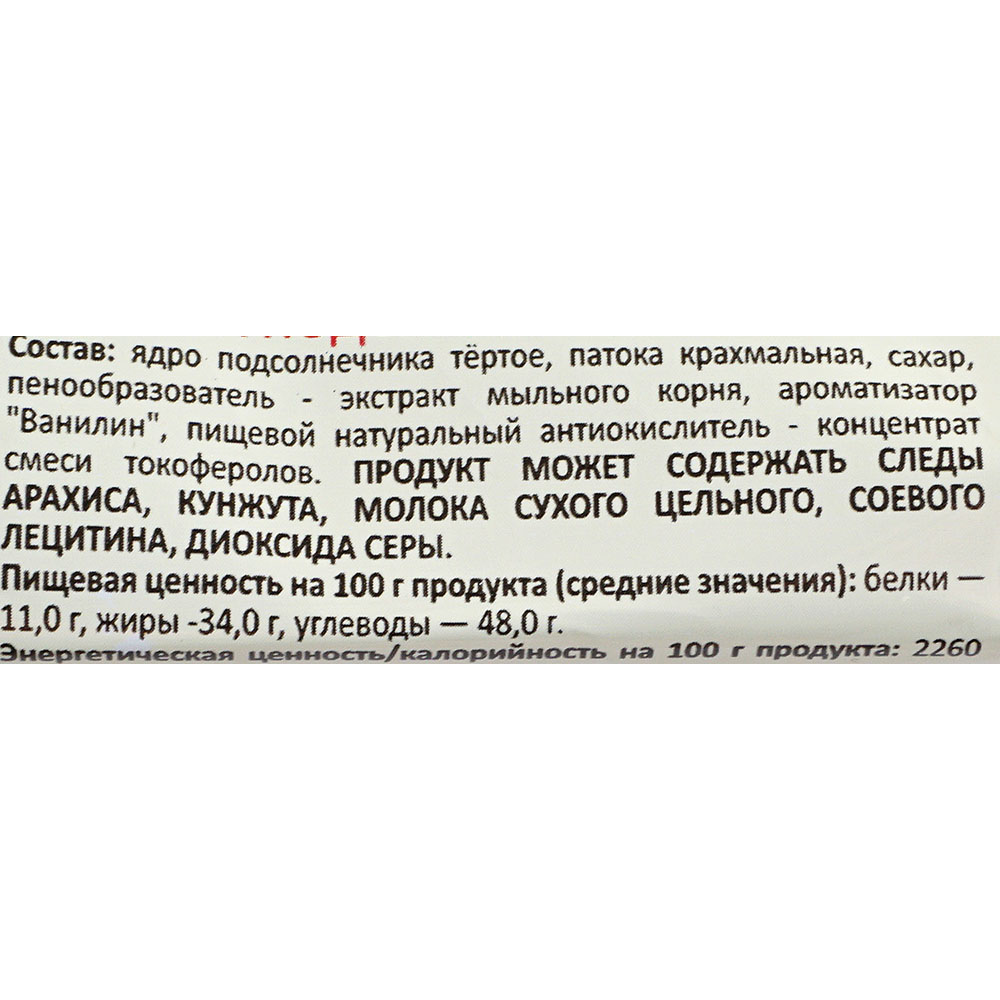 Состав: ядро подсолнечника тёртое, патока крахмальная, сахар,
пенообразователь - экстракт мыльного корня, ароматизатор
"Ванилин", пищевой натуральный антиокислитель - концентрат
смеси токоферолов. ПРОДУКТ МОЖЕТ СОДЕРЖАТЬ СЛЕДЫ
АРАХИСА, КУНЖУТА, МОЛОКА СУХОГО ЦЕЛЬНОГО, СОЕВОГО
ЛЕЦИТИНА, ДИОКСИДА СЕРЫ.
Пищевая ценность на 100 г продукта (средние значения): белки —
11,0 г, жиры -34,0 г, углеводы — 48,0 г.
Энергетическая ценность/калорийность на 100 г продукта: 2260